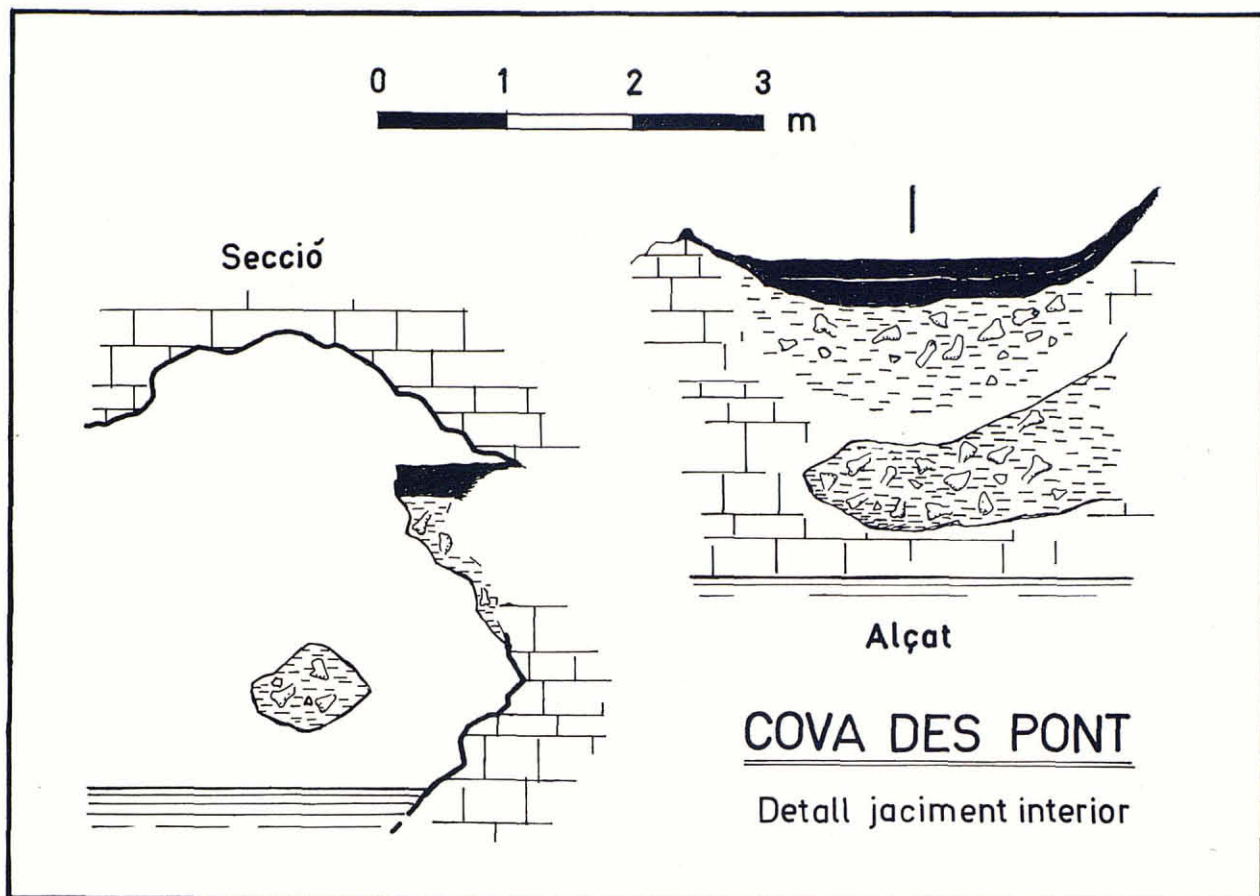 0 1 2 3
m
Secció
Alçat
COVA DES PONT
Detall jaciment interior